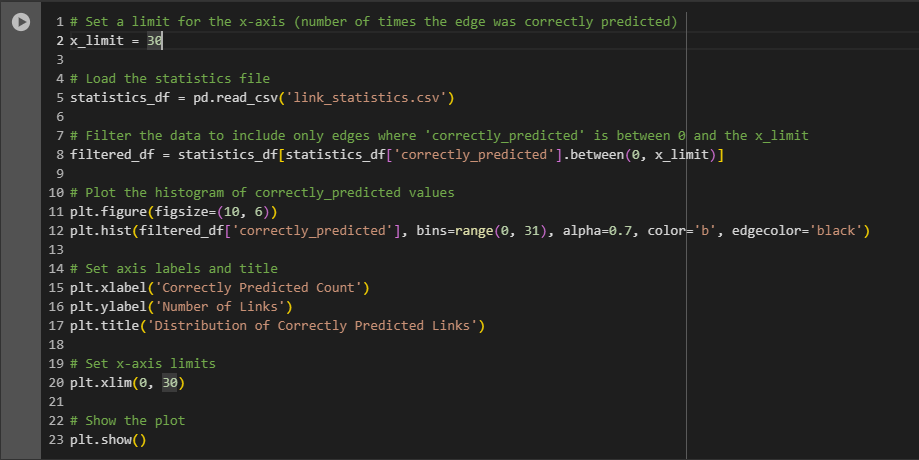 1 # Set a limit for the x-axis (number of times the edge was correctly predicted)
2 x_limit = 30
3
4 # Load the statistics file
5 statistics_df = pd.read_csv('link_statistics.csv')
6
7 # Filter the data to include only edges where 'correctly_predicted' is between 0 and the x_limit
8 filtered_df = statistics_df[statistics_df['correctly_predicted'].between(0, x_limit)]
9
10 # Plot the histogram of correctly_predicted values
11 plt.figure(figsize=(10, 6))
12 plt.hist(filtered_df['correctly_predicted'], bins=range(0, 31), alpha=0.7, color='b', edgecolor='black')
13
14 # Set axis labels and title
15 plt.xlabel('Correctly Predicted Count')
16 plt.ylabel('Number of Links')
17 plt.title('Distribution of Correctly Predicted Links')
18
19 # Set x-axis limits
20 plt.xlim(0, 30)
21
22 # Show the plot
23 plt.show()